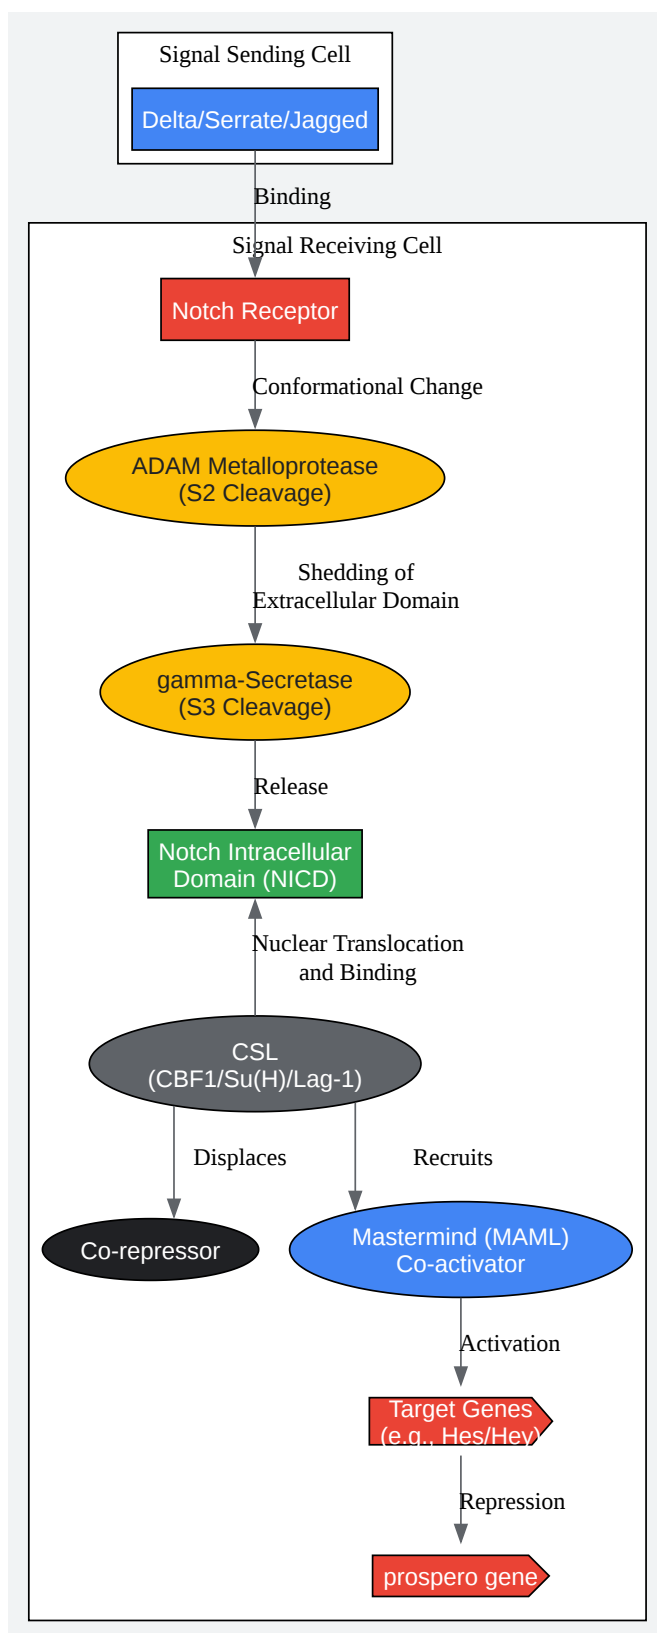 Signal Sending Cell
Delta/Serrate/Jagged
Binding
Signal Receiving Cell
Notch Receptor
Conformational Change
ADAM Metalloprotease
(S2 Cleavage)
Shedding of
Extracellular Domain
gamma-Secretase
(S3 Cleavage)
Release
Notch Intracellular
Domain (NICD)
Nuclear Translocation
and Binding
CSL
(CBF1/Su(H)/Lag-1)
Displaces
Recruits
Co-repressor
Mastermind (MAML)
Co-activator
Activation
Target Genes
(e.g., Hes/Hey)
Repression
prospero gene